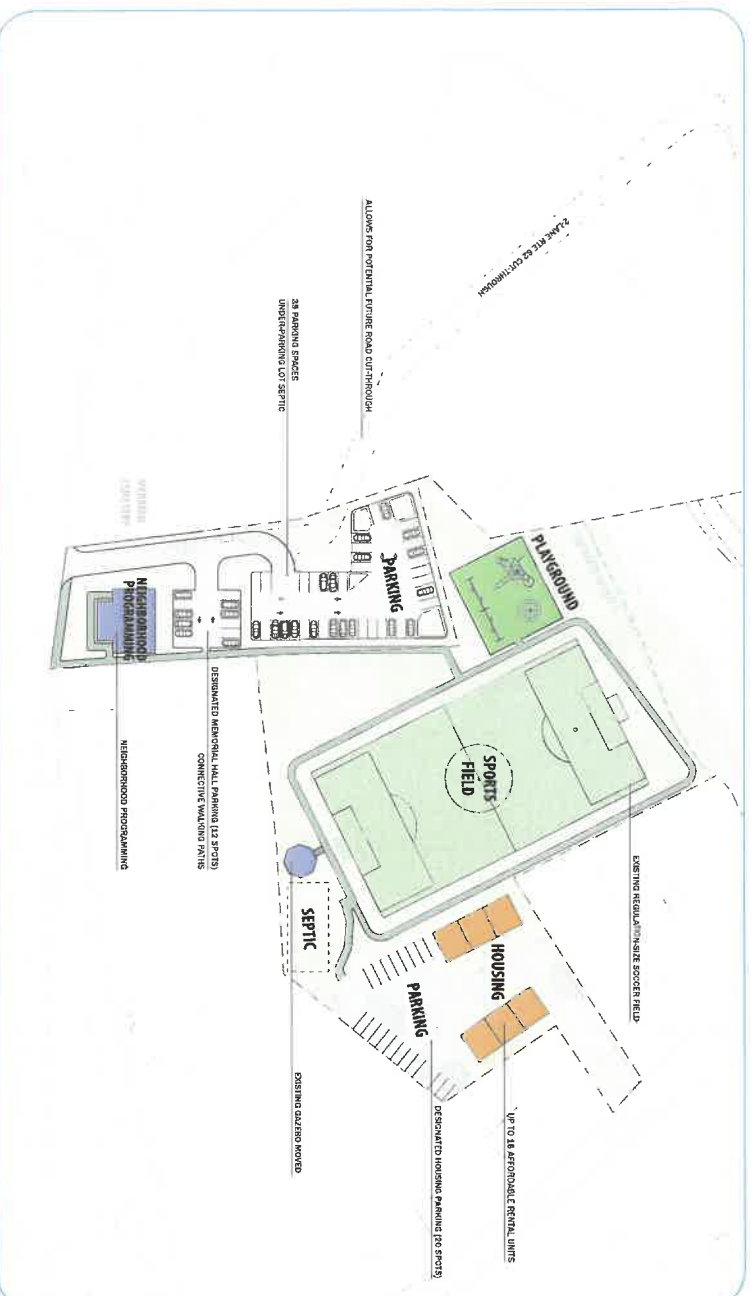 2-LANE RTE 62 CUT-THROUGH
ALLOWS FOR POTENTIAL FUTURE ROAD CUT-THROUGH
PARKING SPACES
UNDER-PARKING LOT SEPTIC
PLAYGROUND
PARKING
NEIGHBORHOOD
PROGRAMMING
SPORTS
FIELD
EXISTING REGULATION-SIZE SOCCER FIELD
DESIGNATED MEMORIAL HALL PARKING (12 SPOTS)
CONNECTIVE WALKING PATHS
NEIGHBORHOOD PROGRAMMING
HOUSING
PARKING
SEPTIC
UP TO 18 AFFORDABLE RENTAL UNITS
DESIGNATED HOUSING PARKING (20 SPOTS)
EXISTING GAZEBO MOVED